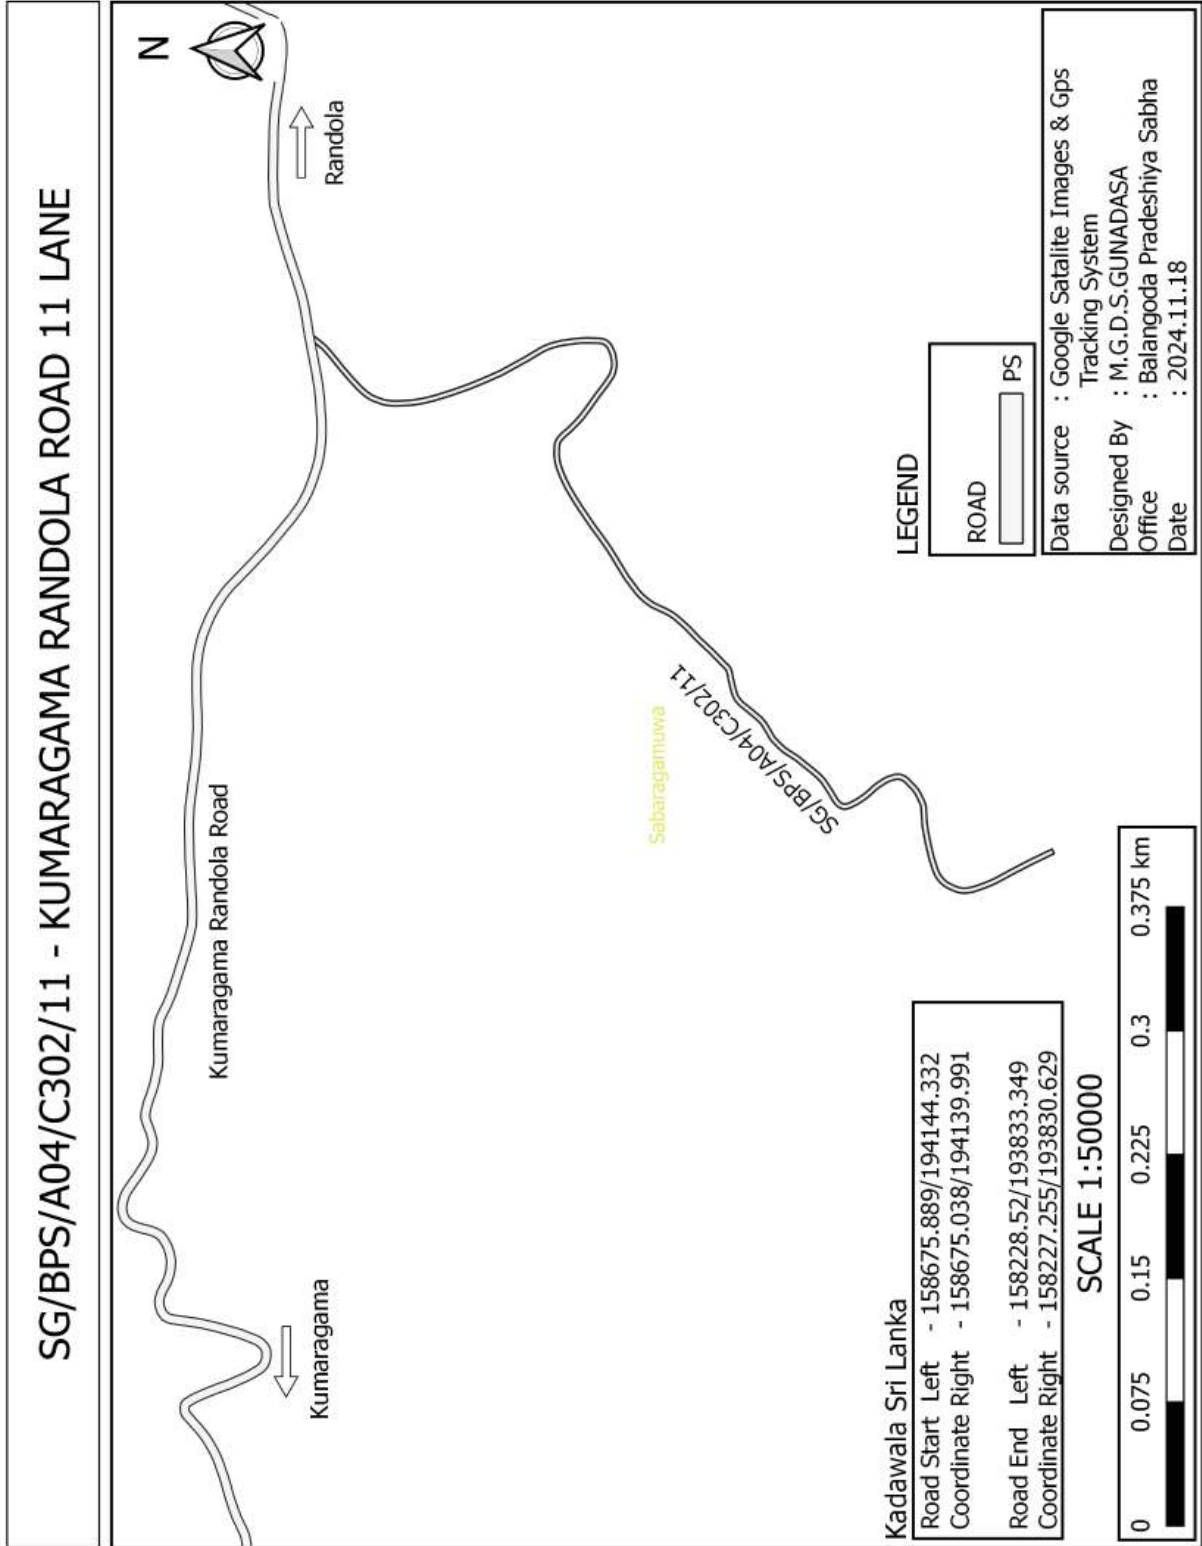 SG/BPS/A04/C302/11 - KUMARAGAMA RANDOLA ROAD 11 LANE
N
Randola
Kumaragama Randola Road
Kumaragama
Sabaragamuwa
SG/BPS/A04/C302/11
Kadawala Sri Lanka
Road Start Left - 158675.889/194144.332
Coordinate Right - 158675.038/194139.991
Road End Left - 158228.52/193833.349
Coordinate Right - 158227.255/193830.629
SCALE 1:50000
0 0.075 0.15 0.225 0.3 0.375 km
LEGEND
ROAD
PS
Data source : Google Satalite Images & Gps
Tracking System
Designed By : M.G.D.S.GUNADASA
Office : Balangoda Pradeshiya Sabha
Date : 2024.11.18